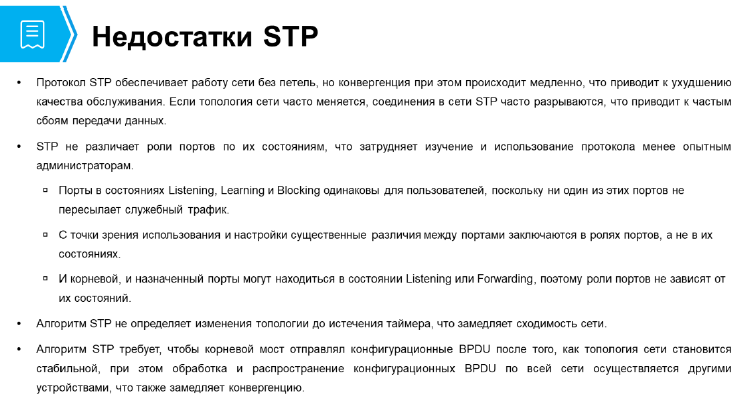 Недостатки STP
• Протокол STP обеспечивает работу сети без петель, но конвергенция при этом происходит медленно, что приводит к ухудшению
качества обслуживания. Если топология сети часто меняется, соединения в сети STP часто разрываются, что приводит к частым
сбоям передачи данных.
• STP не различает роли портов по их состояниям, что затрудняет изучение и использование протокола менее опытным
администраторам.
▫ Порты в состояниях Listening, Learning и Blocking одинаковы для пользователей, поскольку ни один из этих портов не
пересылает служебный трафик.
▫ С точки зрения использования и настройки существенные различия между портами заключаются в ролях портов, а не в их
состояниях.
▫ И корневой, и назначенный порты могут находиться в состоянии Listening или Forwarding, поэтому роли портов не зависят от
их состояний.
• Алгоритм STP не определяет изменения топологии до истечения таймера, что замедляет сходимость сети.
• Алгоритм STP требует, чтобы корневой мост отправлял конфигурационные BPDU после того, как топология сети становится
стабильной, при этом обработка и распространение конфигурационных BPDU по всей сети осуществляется другими
устройствами, что также замедляет конвергенцию.